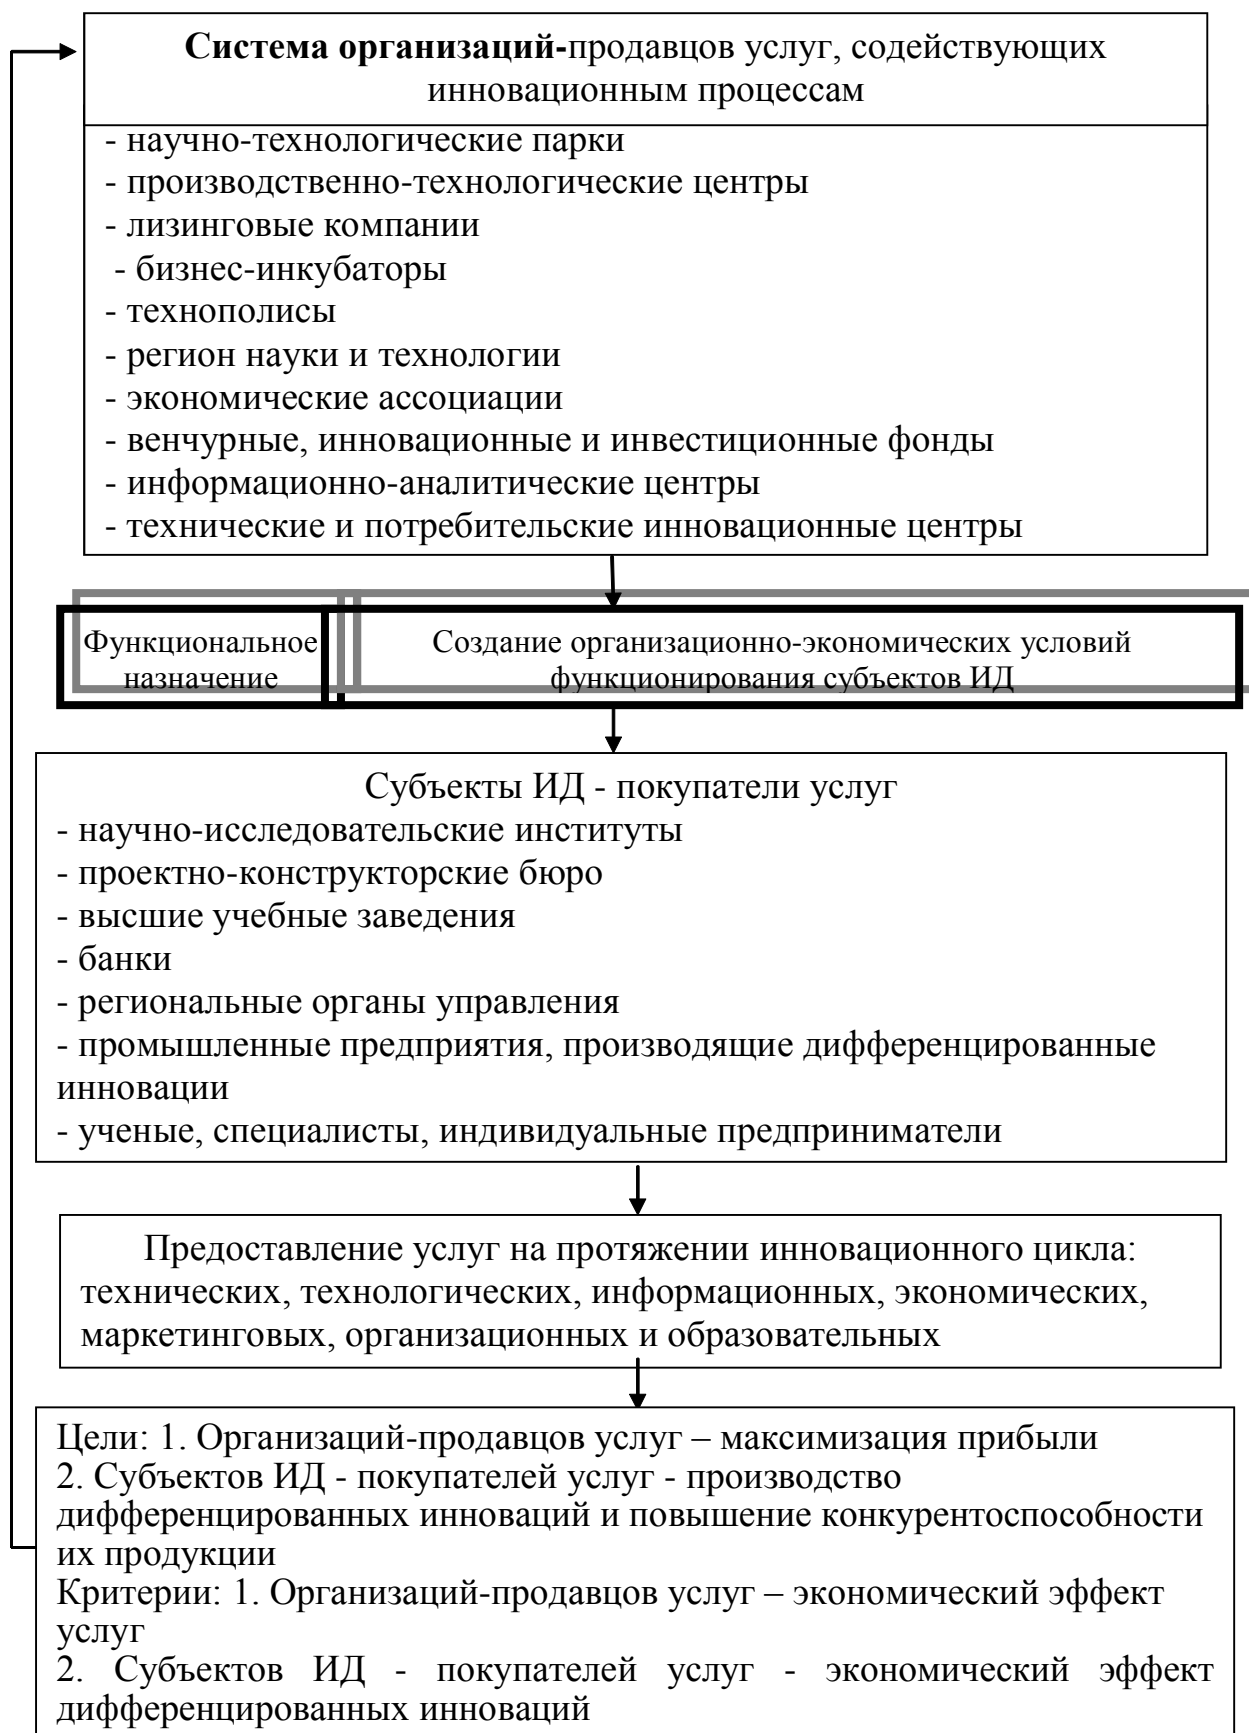 Система организаций-продавцов услуг, содействующих
инновационным процессам
- научно-технологические парки
- производственно-технологические центры
- лизинговые компании
- бизнес-инкубаторы
- технополисы
- регион науки и технологии
- экономические ассоциации
- венчурные, инновационные и инвестиционные фонды
- информационно-аналитические центры
- технические и потребительские инновационные центры
Функциональное
назначение
Создание организационно-экономических условий
функционирования субъектов ИД
Субъекты ИД - покупатели услуг
- научно-исследовательские институты
- проектно-конструкторские бюро
- высшие учебные заведения
- банки
- региональные органы управления
- промышленные предприятия, производящие дифференцированные
инновации
- ученые, специалисты, индивидуальные предприниматели
Предоставление услуг на протяжении инновационного цикла:
технических, технологических, информационных, экономических,
маркетинговых, организационных и образовательных
Цели: 1. Организаций-продавцов услуг – максимизация прибыли
2. Субъектов ИД - покупателей услуг - производство
дифференцированных инноваций и повышение конкурентоспособности
их продукции
Критерии: 1. Организаций-продавцов услуг – экономический эффект
услуг
2. Субъектов ИД - покупателей услуг - экономический эффект
дифференцированных инноваций